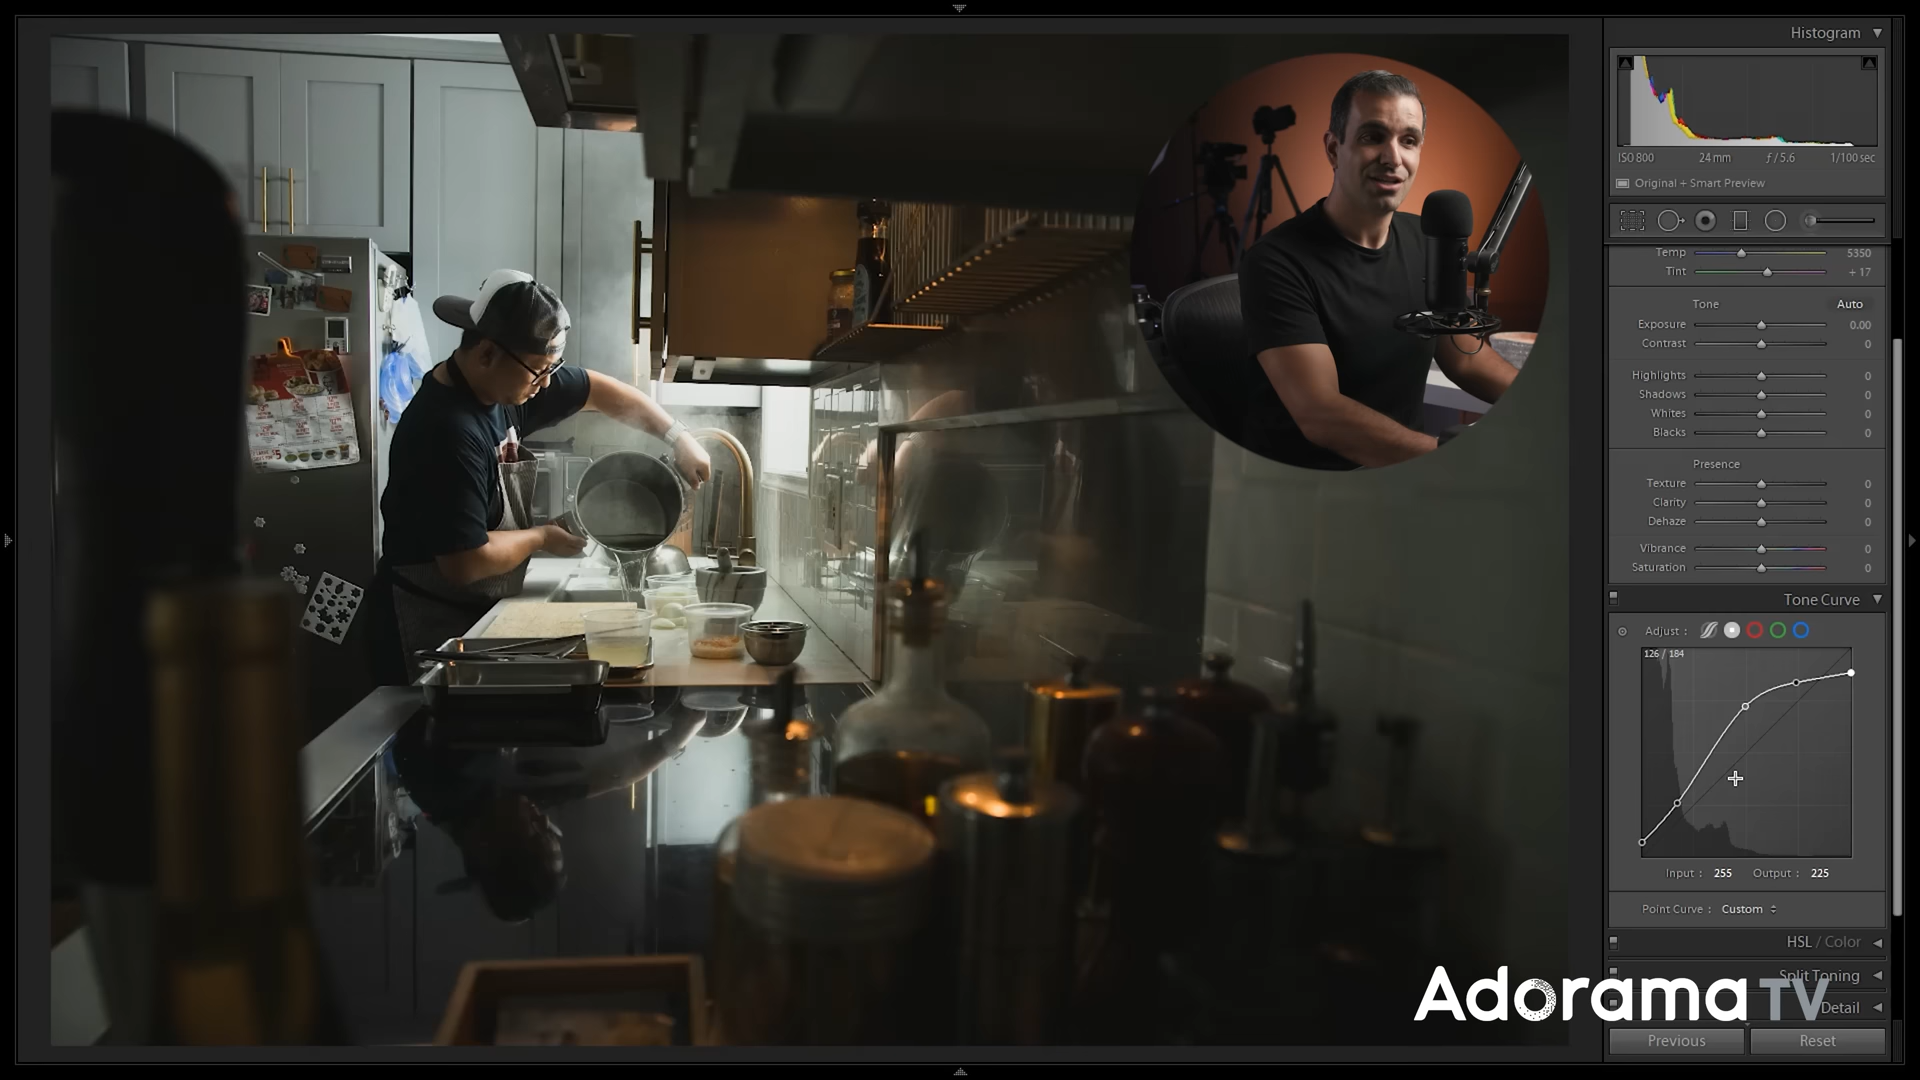 Histogram
ISO 800 24 mm ƒ / 5.6 1/100 sec
Original + Smart Preview
Temp 5350
Tint + 17
Tone Auto
Exposure 0.00
Contrast 0
Highlights 0
Shadows 0
Whites 0
Blacks 0
Presence
Texture 0
Clarity 0
Dehaze 0
Vibrance 0
Saturation 0
Tone Curve
Adjust :
126 / 184
Input : 255 Output : 225
Point Curve : Custom
HSL / Color
Split Toning
Adorama TV
Detail
Previous Reset